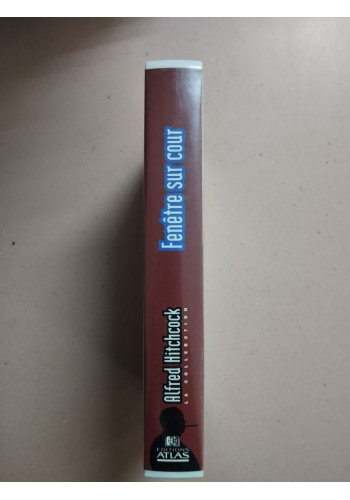 Fenêtre sur cour
Alfred Hitchcock
LA COLLECTION
EDITIONS
ATLAS